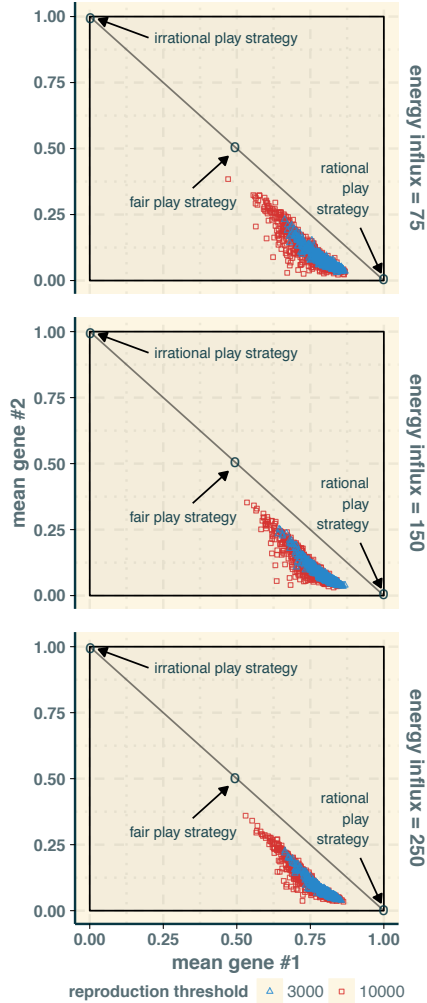 1.00
irrational play strategy
0.75
0.50
rational
play
strategy
fair play strategy
0.25
0.00
energy influx = 75
1.00
irrational play strategy
0.75
0.50
rational
play
strategy
fair play strategy
0.25
0.00
energy influx = 150
mean gene #2
1.00
irrational play strategy
0.75
0.50
rational
play
strategy
fair play strategy
0.25
0.00
energy influx = 250
0.00 0.25 0.50 0.75 1.00
mean gene #1
reproduction threshold 3000 10000